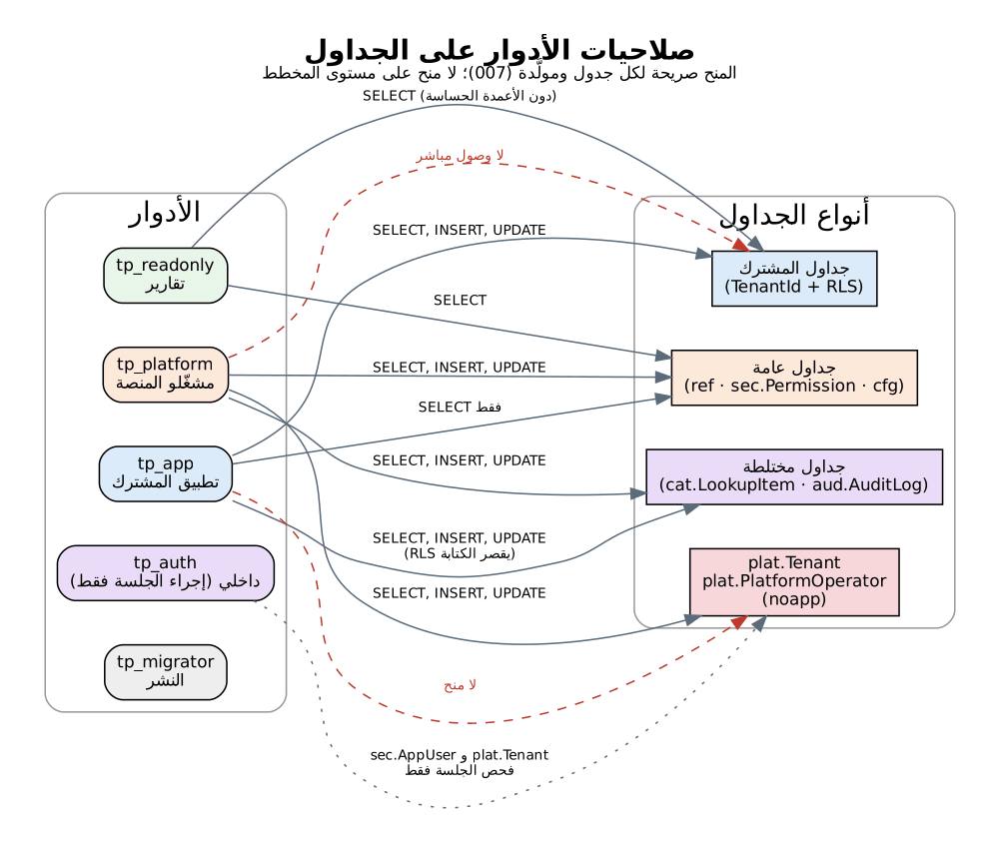 صلاحيات الأدوار على الجداول
المنح صريحة لكل جدول ومولَّدة (007)؛ لا منح على مستوى المخطط
SELECT (دون الأعمدة الحساسة)
لا وصول مباشر
الأدوار
أنواع الجداول
tp_readonly
تقارير
SELECT, INSERT, UPDATE
جداول المشترك
(TenantId + RLS)
SELECT
tp_platform
مشغّلو المنصة
SELECT, INSERT, UPDATE
جداول عامة
(ref · sec.Permission · cfg)
SELECT فقط
tp_app
تطبيق المشترك
SELECT, INSERT, UPDATE
جداول مختلطة
(cat.LookupItem · aud.AuditLog)
SELECT, INSERT, UPDATE
(RLS يقصر الكتابة)
tp_auth
داخلي (إجراء الجلسة فقط)
SELECT, INSERT, UPDATE
plat.Tenant
plat.PlatformOperator
(noapp)
tp_migrator
النشر
لا منح
sec.AppUser و plat.Tenant
فحص الجلسة فقط